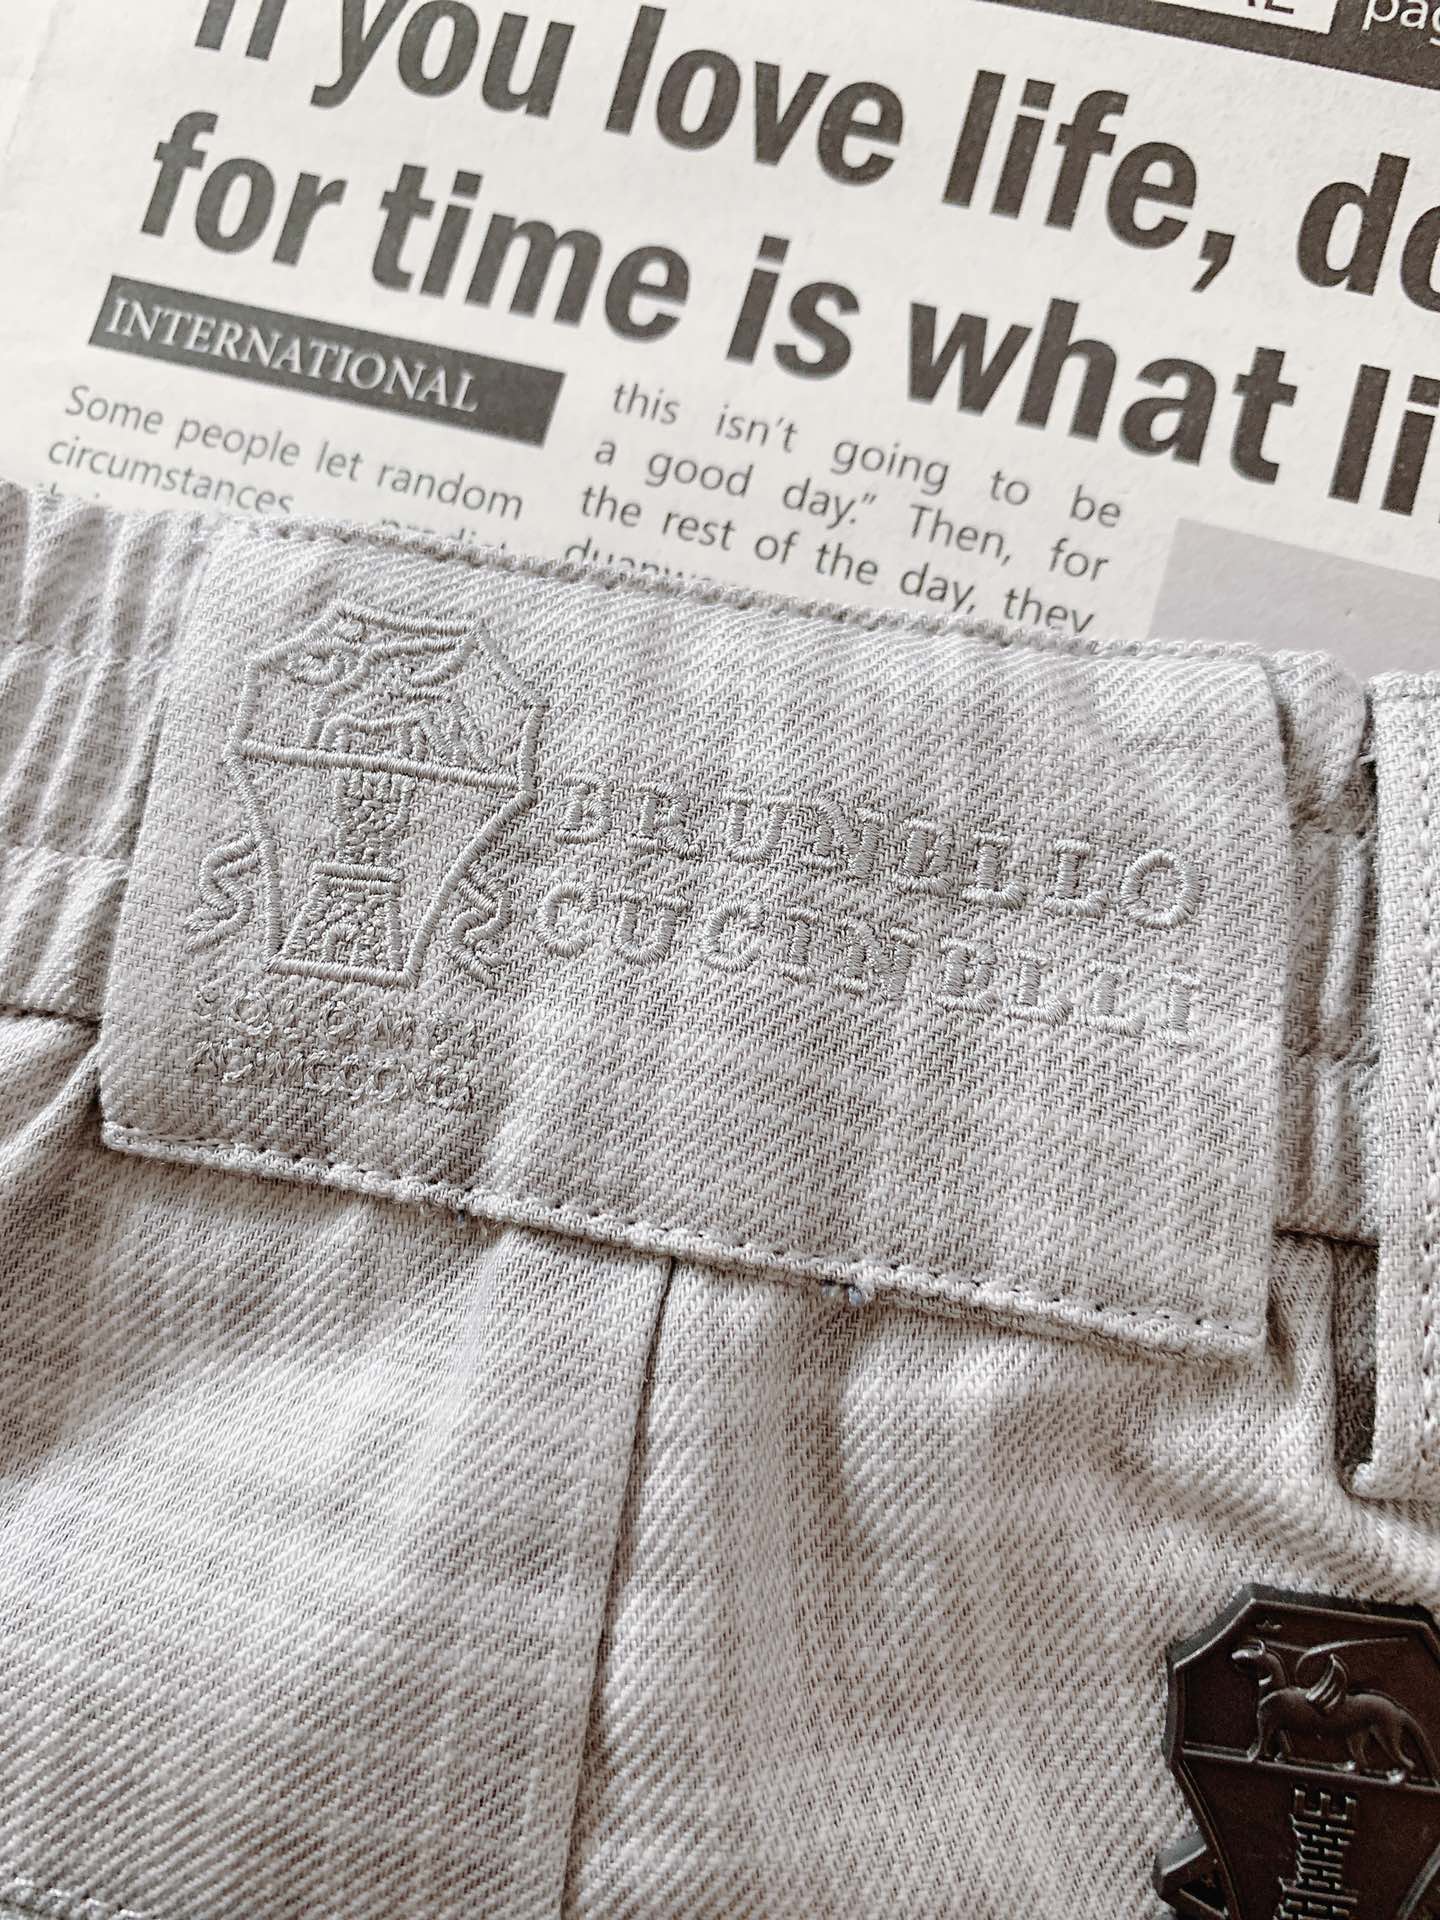 If you love life, do
for time is what li
INTERNATIONAL
Some people let random
circumstances
this isn't going to be
a good day." Then, for
the rest of the day, they
BRUNELLO
CUCINELLI